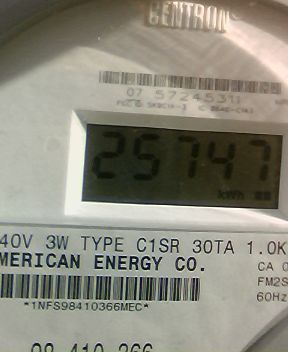 CENTRON
07 57245311
25747
kWh
40V 3W TYPE C1SR 30TA 1.0K
MERICAN ENERGY CO.
CA 0
FM2S
60Hz
*1NFS98410366MEC*
98 410 366